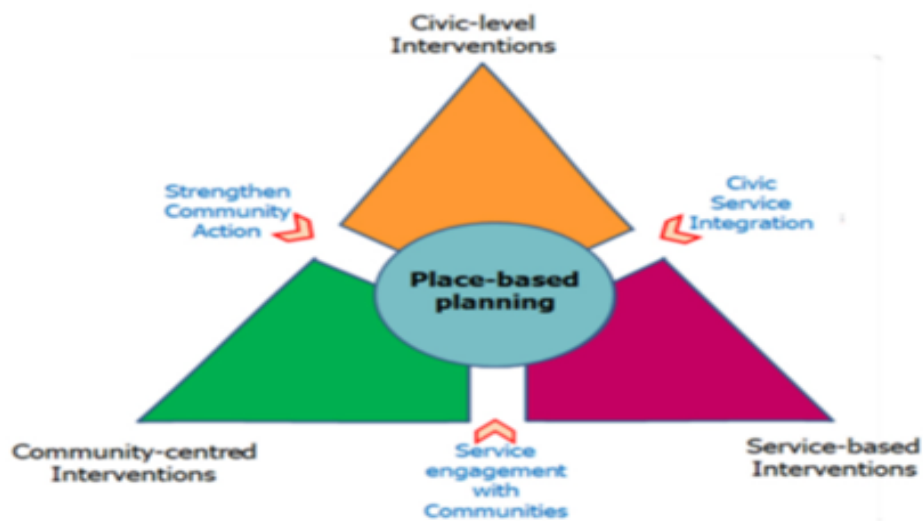 Civic-level
Interventions
Strengthen
Community
Action
Civic
Service
Integration
Place-based
planning
Community-centred
Interventions
Service
engagement
with
Communities
Service-based
Interventions